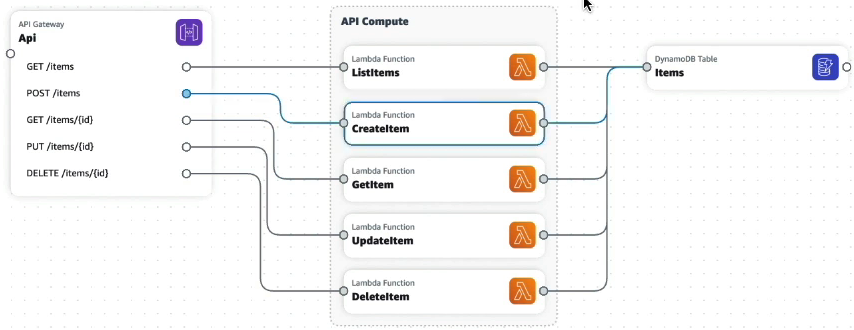 API Gateway
Api
GET /items
POST /items
GET /items/{id}
PUT /items/{id}
DELETE /items/{id}
API Compute
Lambda Function
ListItems
Lambda Function
CreateItem
Lambda Function
GetItem
Lambda Function
UpdateItem
Lambda Function
DeleteItem
DynamoDB Table
Items